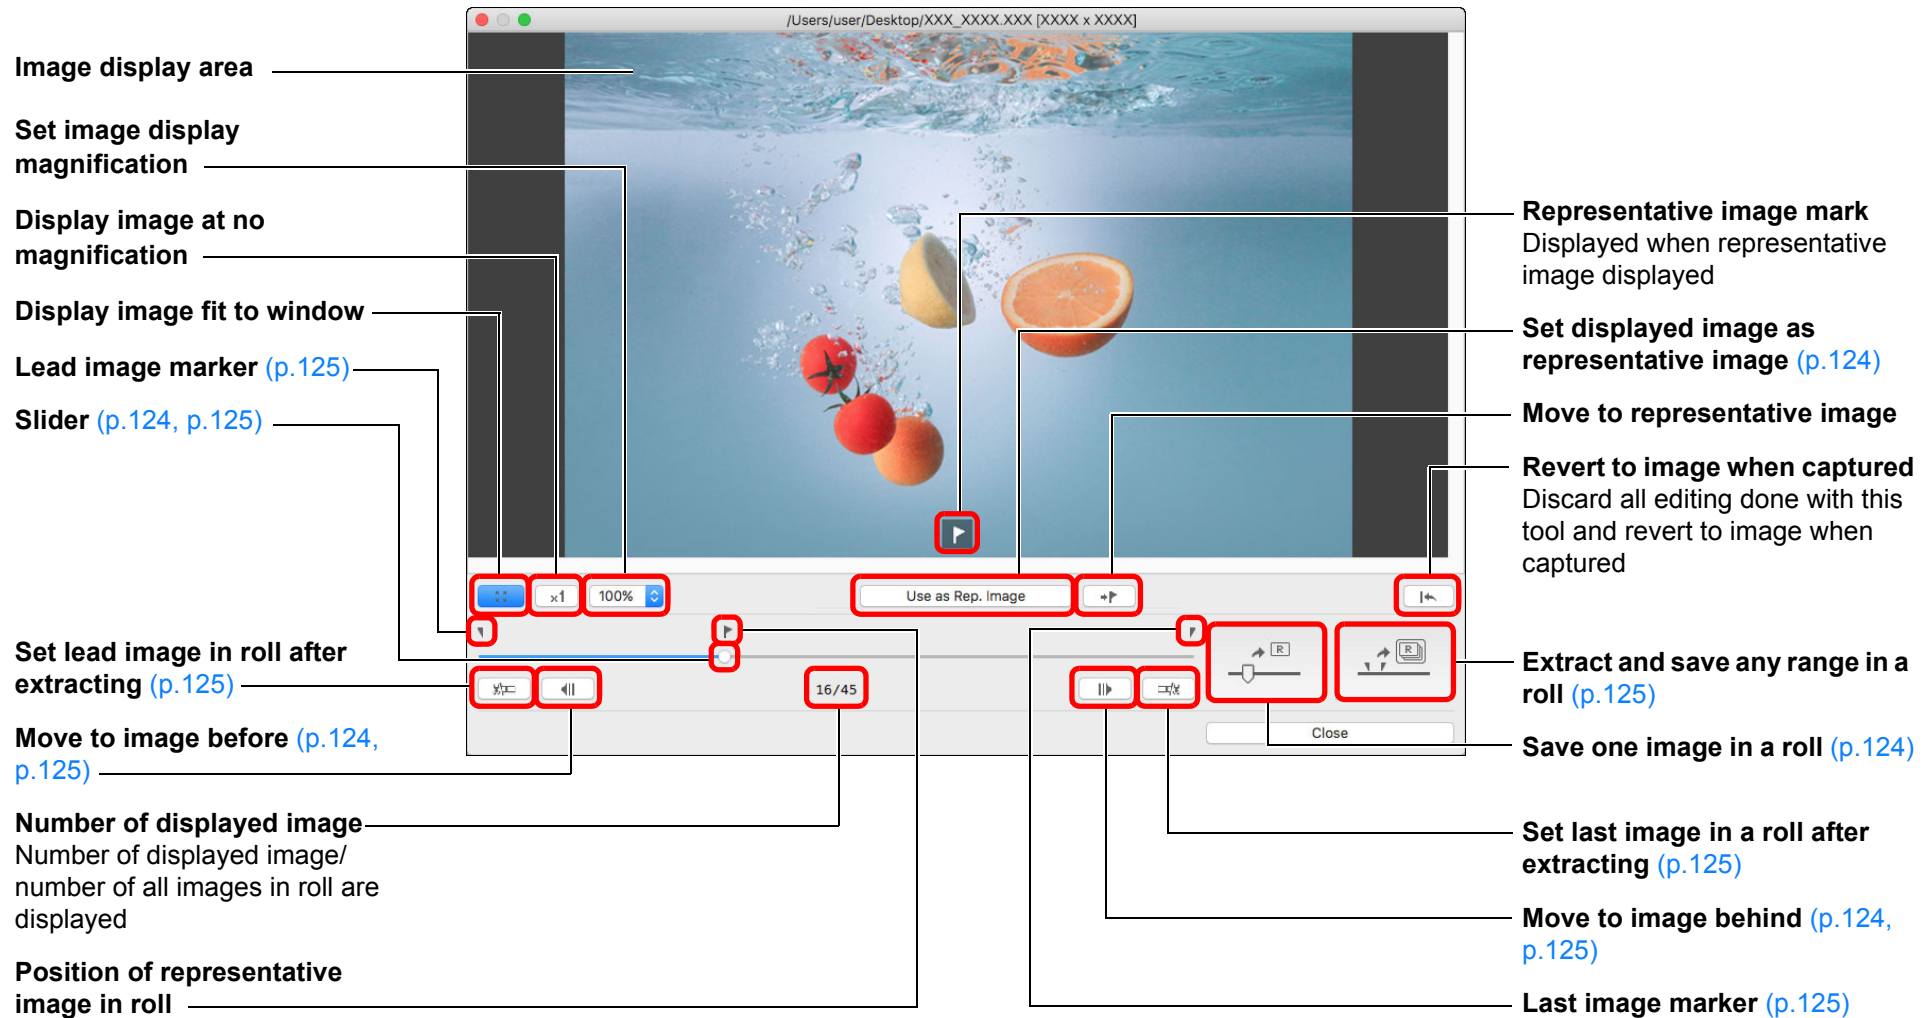 /Users/user/Desktop/XXX_XXXX.XXX [XXXX x XXXX]
Image display area
Set image display
magnification
Display image at no
magnification
Display image fit to window
Lead image marker (p.125)
Slider (p.124, p.125)
Set lead image in roll after
extracting (p.125)
Move to image before (p.124,
p.125)
Number of displayed image
Number of displayed image/
number of all images in roll are
displayed
Position of representative
image in roll
×1
100%
Use as Rep. Image
R
R
16/45
Close
Representative image mark
Displayed when representative
image displayed
Set displayed image as
representative image (p.124)
Move to representative image
Revert to image when captured
Discard all editing done with this
tool and revert to image when
captured
Extract and save any range in a
roll (p.125)
Save one image in a roll (p.124)
Set last image in a roll after
extracting (p.125)
Move to image behind (p.124,
p.125)
Last image marker (p.125)